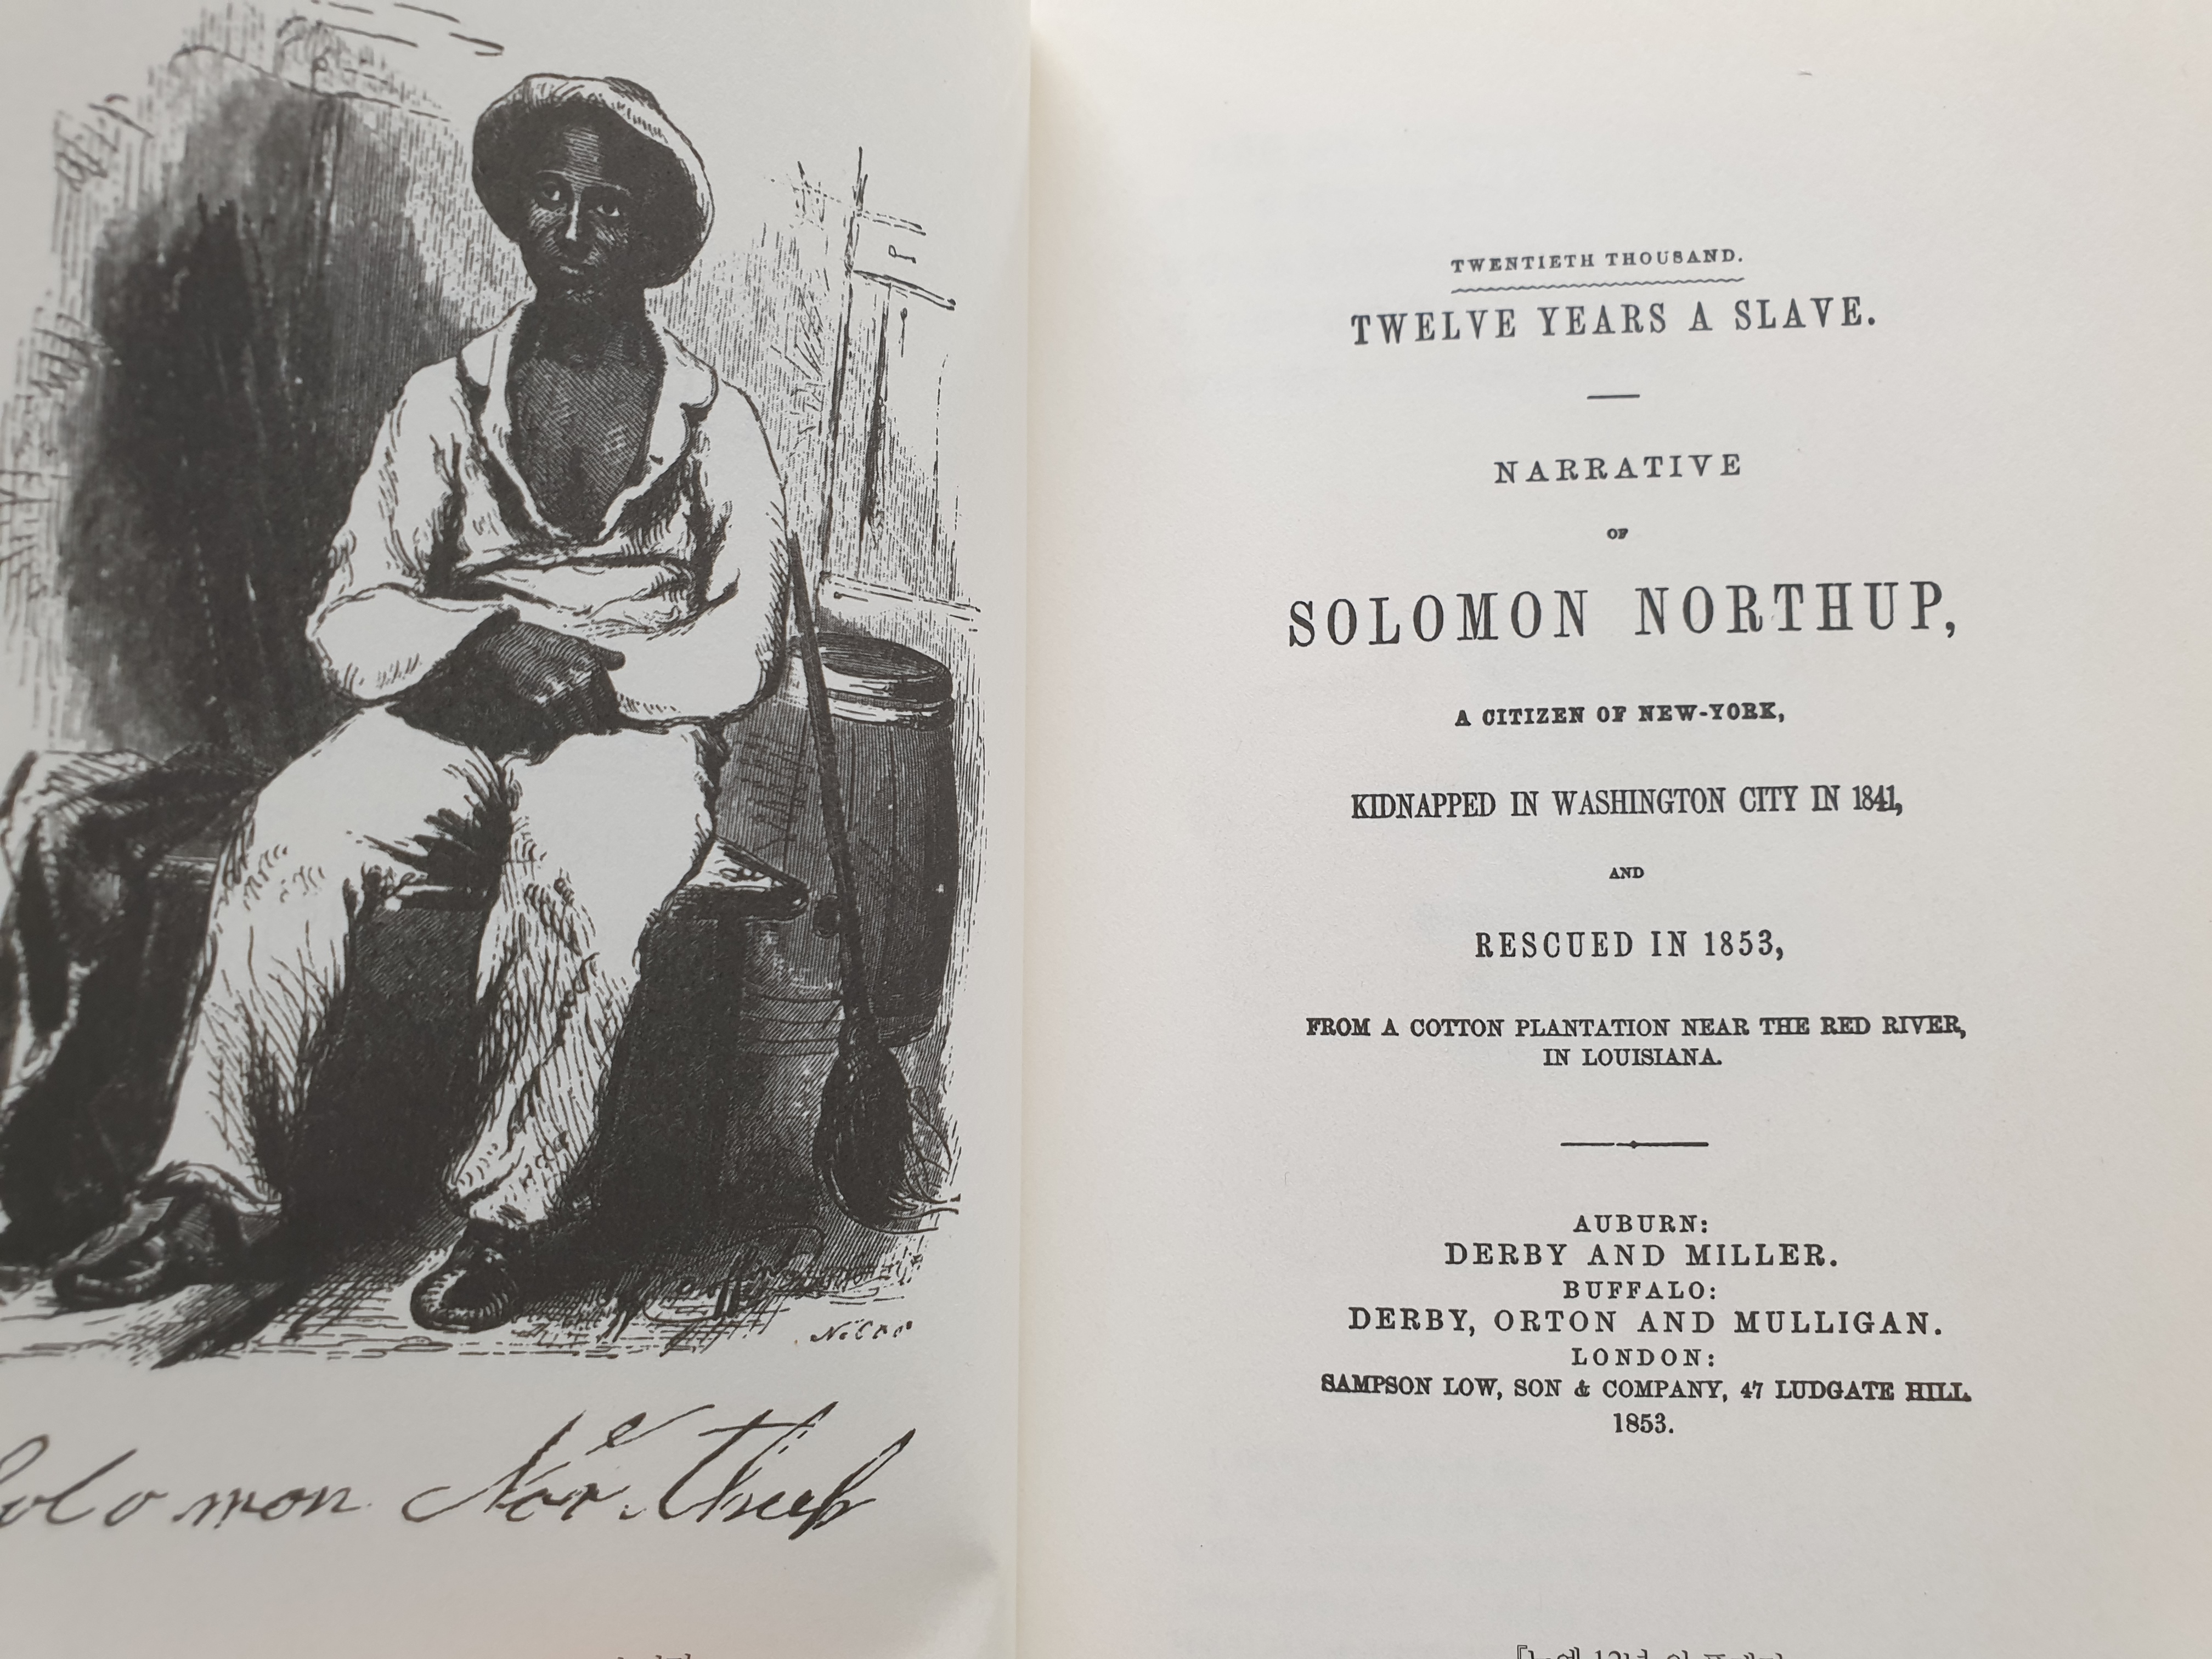 Solomon Northup
TWENTIETH THOUSAND.
TWELVE YEARS A SLAVE.
NARRATIVE
OF
SOLOMON NORTHUP,
A CITIZEN OF NEW-YORK,
KIDNAPPED IN WASHINGTON CITY IN 1841,
AND
RESCUED IN 1853,
FROM A COTTON PLANTATION NEAR THE RED RIVER,
IN LOUISIANA.
AUBURN:
DERBY AND MILLER.
BUFFALO:
DERBY, ORTON AND MULLIGAN.
LONDON:
SAMPSON LOW, SON & COMPANY, 47 LUDGATE HILL
1853.